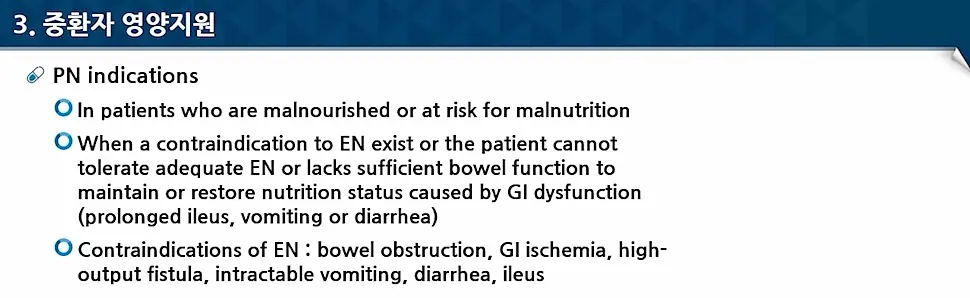 3. 중환자 영양지원
PN indications
In patients who are malnourished or at risk for malnutrition
When a contraindication to EN exist or the patient cannot
tolerate adequate EN or lacks sufficient bowel function to
maintain or restore nutrition status caused by GI dysfunction
(prolonged ileus, vomiting or diarrhea)
Contraindications of EN : bowel obstruction, GI ischemia, high-
output fistula, intractable vomiting, diarrhea, ileus